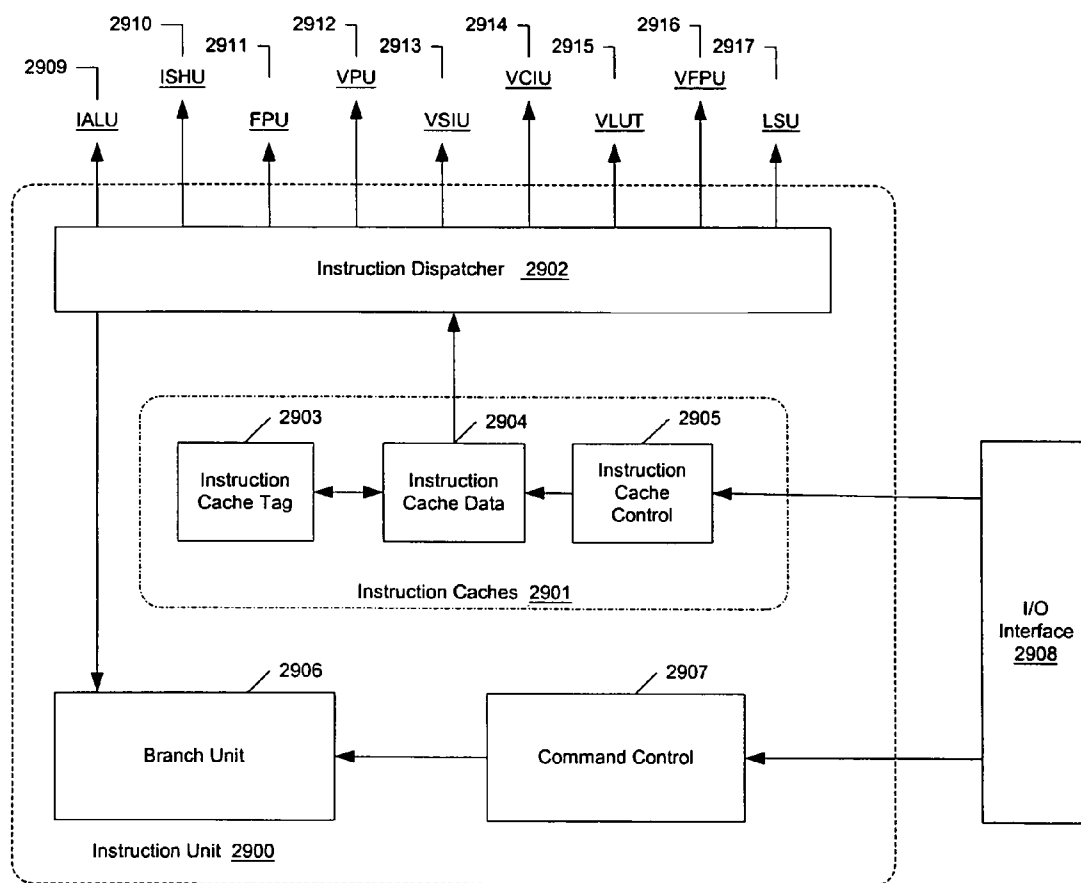 2910
2912
2914
2916
2911
2913
2915
2917
2909
ISHU
VPU
VCIU
VFPU
IALU
FPU
VSIU
VLUT
LSU
Instruction Dispatcher 2902
2903
2904
2905
Instruction
Cache Tag
Instruction
Cache Data
Instruction
Cache
Control
Instruction Caches 2901
I/O
Interface
2908
2906
2907
Branch Unit
Command Control
Instruction Unit 2900